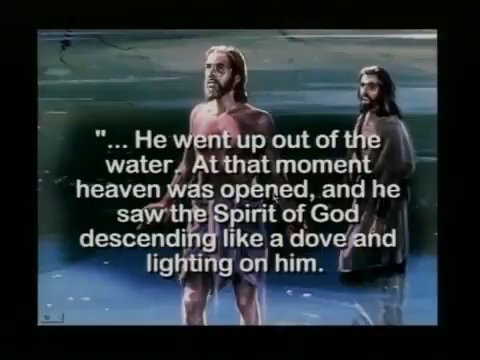 "... He went up out of the
water. At that moment
heaven was opened, and he
saw the Spirit of God
descending like a dove and
lighting on him.